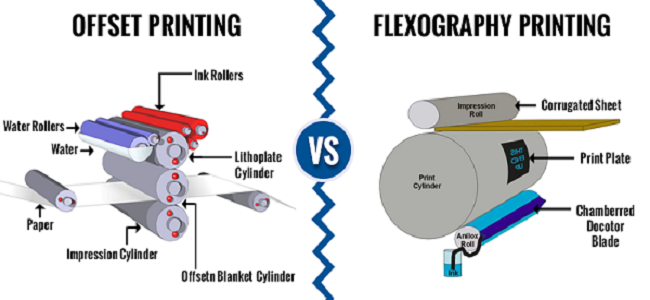 OFFSET PRINTING
Ink Rollers
Water Rollers
Water
Lithoplate
Cylinder
Paper
Impression Cylinder
Offsetn Blanket Cylinder
VS
FLEXOGRAPHY PRINTING
Impression
Roll
Corrugated Sheet
Print
Cylinder
Print Plate
Chamberred
Docotor
Blade
Anilox
Roll
Ink